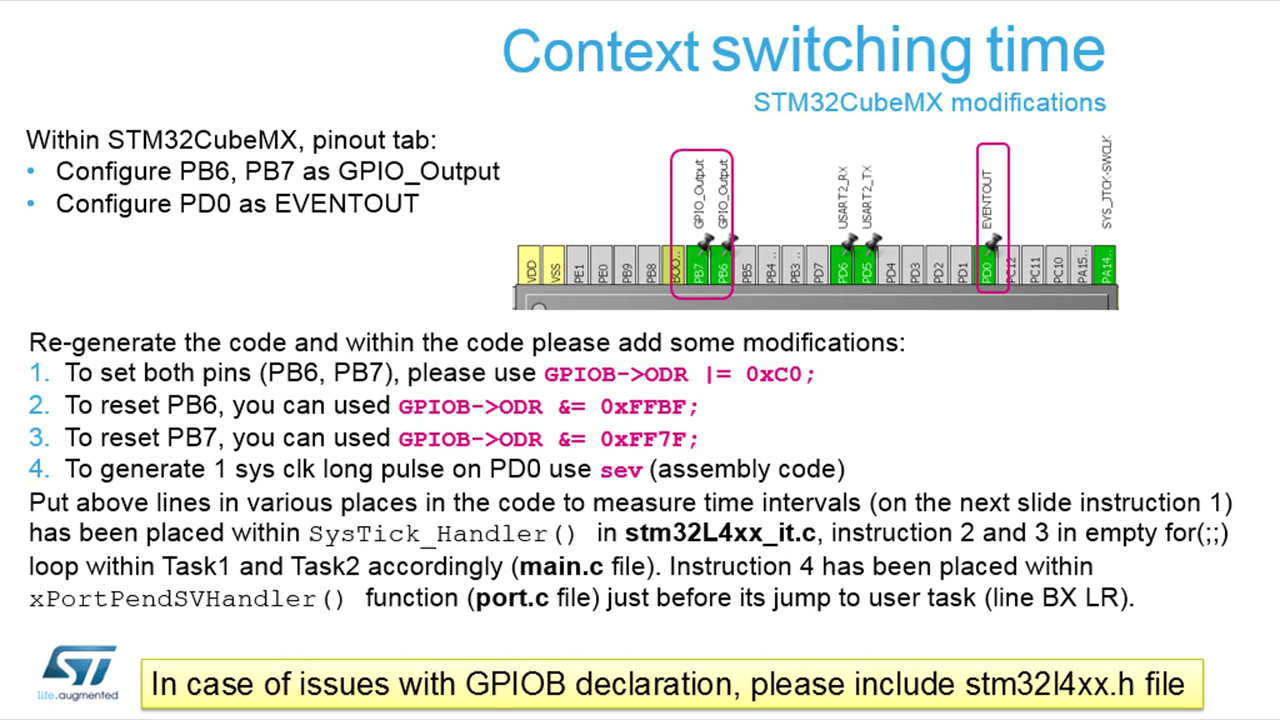 Context switching time
STM32CubeMX modifications
Within STM32CubeMX, pinout tab:
• Configure PB6, PB7 as GPIO_Output
• Configure PD0 as EVENTOUT
GPIO_Output
GPIO_Output
USART2_RX
USART2_TX
EVENTOUT
SYS_JTCK-SWCLK
VDD
VSS
PE1
PE0
PB9
PB8
BOO..
PB7
PB6
PB5
PB4..
PB3..
PD7
PD6
PD5
PD4
PD3
PD2
PD1
PD0
PC12
PC11
PC10
PA15..
PA14..
Re-generate the code and within the code please add some modifications:
1. To set both pins (PB6, PB7), please use GPIOB->ODR |= 0xC0;
2. To reset PB6, you can used GPIOB->ODR &= 0xFFBF;
3. To reset PB7, you can used GPIOB->ODR &= 0xFF7F;
4. To generate 1 sys clk long pulse on PD0 use sev (assembly code)
Put above lines in various places in the code to measure time intervals (on the next slide instruction 1)
has been placed within SysTick_Handler() in stm32L4xx_it.c, instruction 2 and 3 in empty for(;;)
loop within Task1 and Task2 accordingly (main.c file). Instruction 4 has been placed within
xPortPendSVHandler() function (port.c file) just before its jump to user task (line BX LR).
ST
life.augmented
In case of issues with GPIOB declaration, please include stm32l4xx.h file